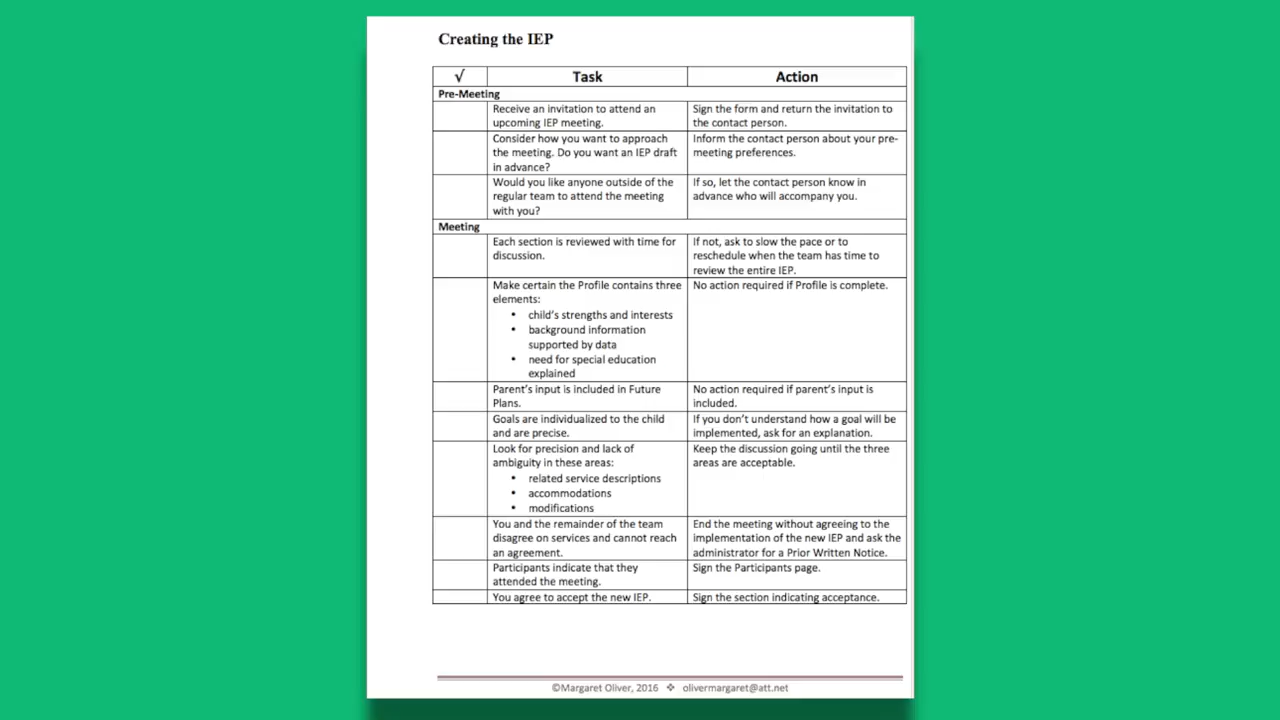 Creating the IEP
√ Task Action
Pre-Meeting
Receive an invitation to attend an
upcoming IEP meeting.
Sign the form and return the invitation to
the contact person.
Consider how you want to approach
the meeting. Do you want an IEP draft
in advance?
Inform the contact person about your pre-
meeting preferences.
Would you like anyone outside of the
regular team to attend the meeting
with you?
If so, let the contact person know in
advance who will accompany you.
Meeting
Each section is reviewed with time for
discussion.
If not, ask to slow the pace or to
reschedule when the team has time to
review the entire IEP.
Make certain the Profile contains three
elements:
• child’s strengths and interests
• background information
supported by data
• need for special education
explained
No action required if Profile is complete.
Parent’s input is included in Future
Plans.
No action required if parent’s input is
included.
Goals are individualized to the child
and are precise.
If you don’t understand how a goal will be
implemented, ask for an explanation.
Look for precision and lack of
ambiguity in these areas:
• related service descriptions
• accommodations
• modifications
Keep the discussion going until the three
areas are acceptable.
You and the remainder of the team
disagree on services and cannot reach
an agreement.
End the meeting without agreeing to the
implementation of the new IEP and ask the
administrator for a Prior Written Notice.
Participants indicate that they
attended the meeting.
Sign the Participants page.
You agree to accept the new IEP.
Sign the section indicating acceptance.
©Margaret Oliver, 2016 ❖ olivermargaret@att.net